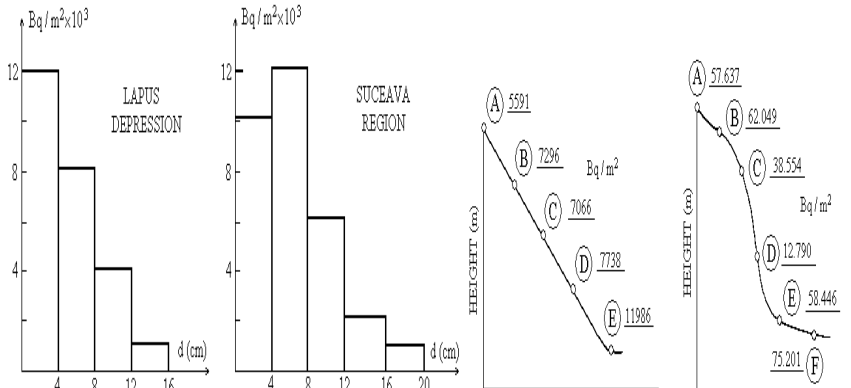 Bq / m²×10³
12
8
4
LAPUS
DEPRESSION
4 8 12 16
d (cm)
Bq / m²×10³
12
8
4
SUCEAVA
REGION
4 8 12 16 20
d (cm)
HEIGHT (m)
A 5591
B 7296
Bq / m²
C 7066
D 7738
E 11986
HEIGHT (m)
A 57.637
B 62.049
C 38.554
Bq / m²
D 12.790
E 58.446
75.201 F